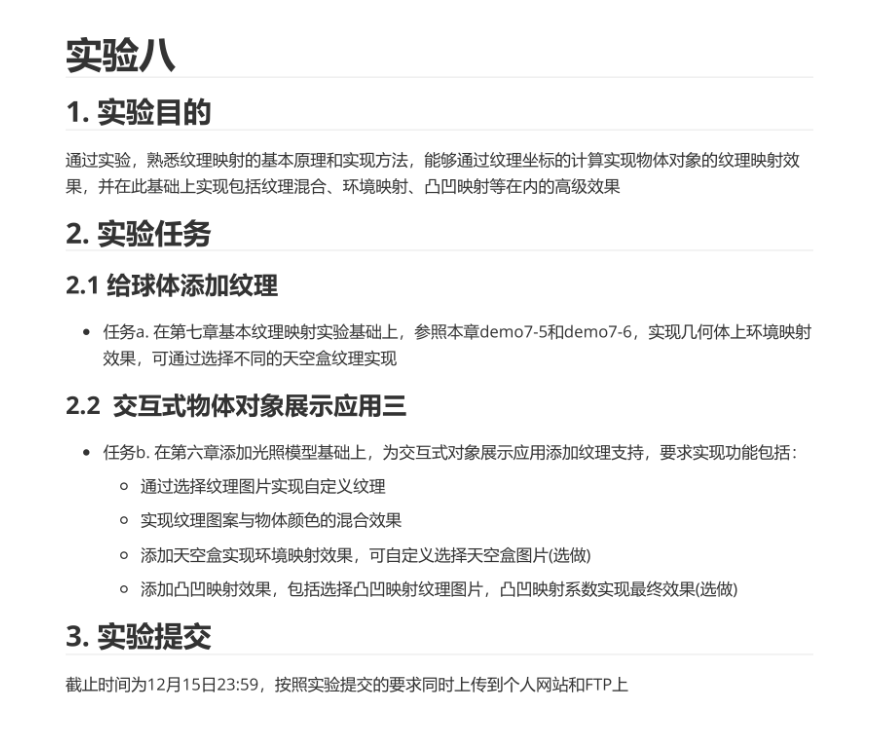 实验八
1. 实验目的
通过实验，熟悉纹理映射的基本原理和实现方法，能够通过纹理坐标的计算实现物体对象的纹理映射效
果，并在此基础上实现包括纹理混合、环境映射、凸凹映射等在内的高级效果
2. 实验任务
2.1 给球体添加纹理
任务a. 在第七章基本纹理映射实验基础上，参照本章demo7-5和demo7-6，实现几何体上环境映射
效果，可通过选择不同的天空盒纹理实现
2.2 交互式物体对象展示应用三
任务b. 在第六章添加光照模型基础上，为交互式对象展示应用添加纹理支持，要求实现功能包括：
通过选择纹理图片实现自定义纹理
实现纹理图案与物体颜色的混合效果
添加天空盒实现环境映射效果，可自定义选择天空盒图片(选做)
添加凸凹映射效果，包括选择凸凹映射纹理图片，凸凹映射系数实现最终效果(选做)
3. 实验提交
截止时间为12月15日23:59，按照实验提交的要求同时上传到个人网站和FTP上